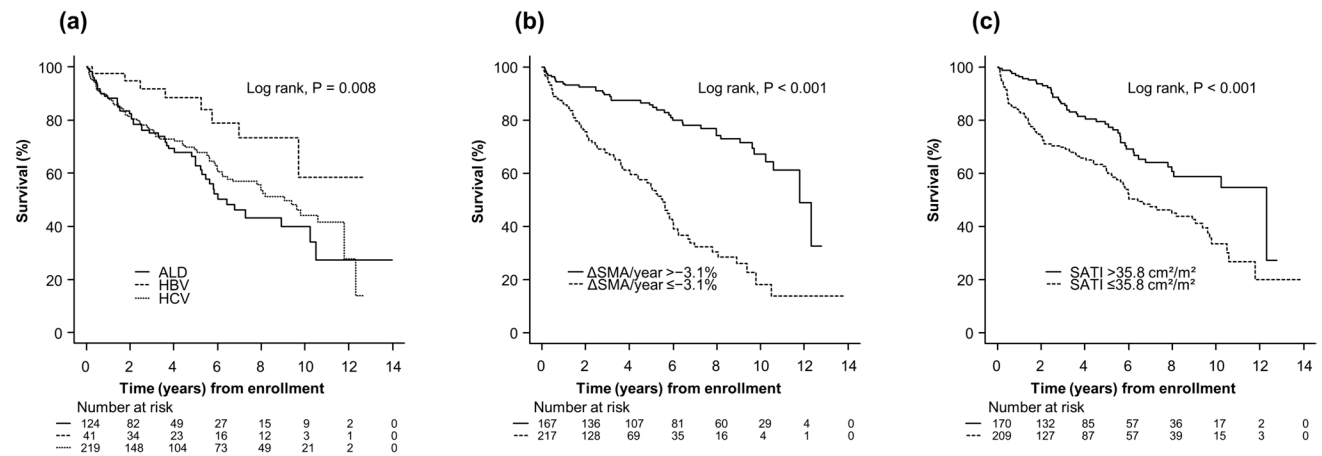 (a)
Log rank, P = 0.008
Survival (%)
100
80
60
40
20
0
ALD
HBV
HCV
0 2 4 6 8 10 12 14
Time (years) from enrollment
Number at risk
124 82 49 27 15 9 2 0
41 34 23 16 12 3 1 0
219 148 104 73 49 21 2 0
(b)
Log rank, P < 0.001
Survival (%)
100
80
60
40
20
0
ΔSMA/year >−3.1%
ΔSMA/year ≤−3.1%
0 2 4 6 8 10 12 14
Time (years) from enrollment
Number at risk
167 136 107 81 60 29 4 0
217 128 69 35 16 4 1 0
(c)
Log rank, P < 0.001
Survival (%)
100
80
60
40
20
0
SATI >35.8 cm²/m²
SATI ≤35.8 cm²/m²
0 2 4 6 8 10 12 14
Time (years) from enrollment
Number at risk
170 132 85 57 36 17 2 0
209 127 87 57 39 15 3 0